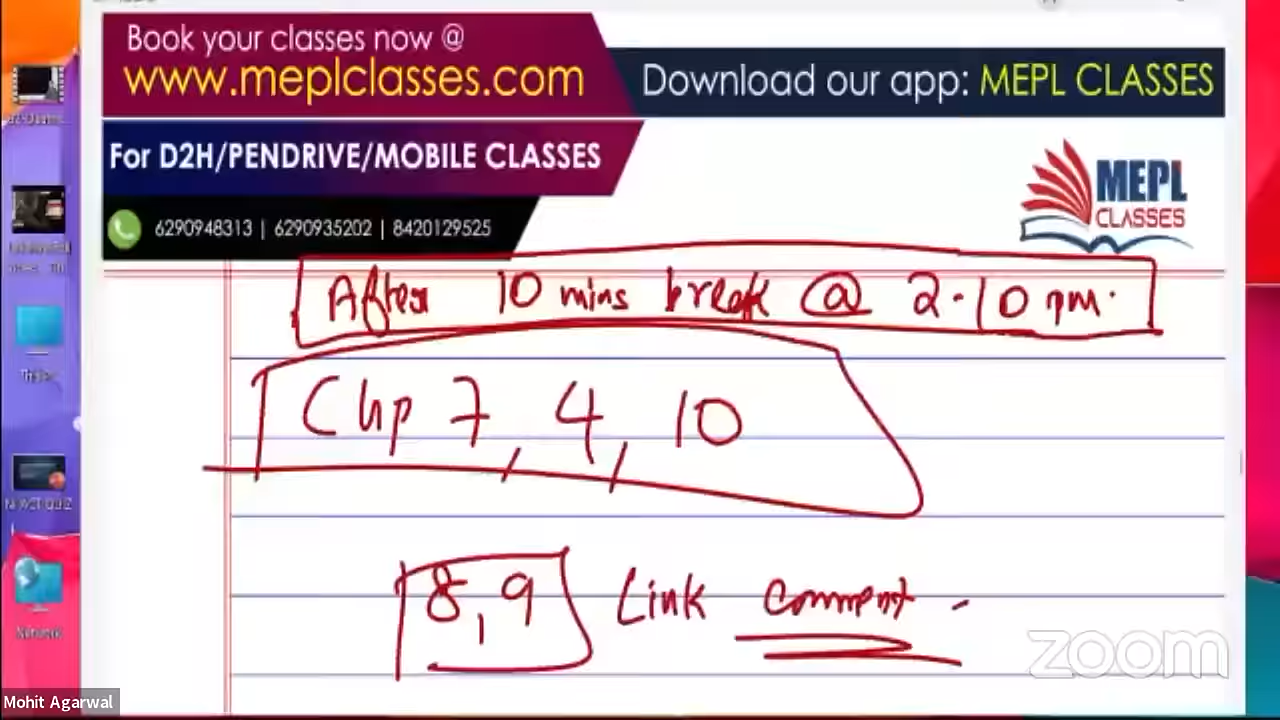 Book your classes now @
www.meplclasses.com
Download our app: MEPL CLASSES
For D2H/PENDRIVE/MOBILE CLASSES
6290948313 | 6290935202 | 8420129525
MEPL
CLASSES
After 10 mins break @ 2.10 pm.
Chp 7, 4, 10
8, 9 Link Comment
zoom
Mohit Agarwal
Network